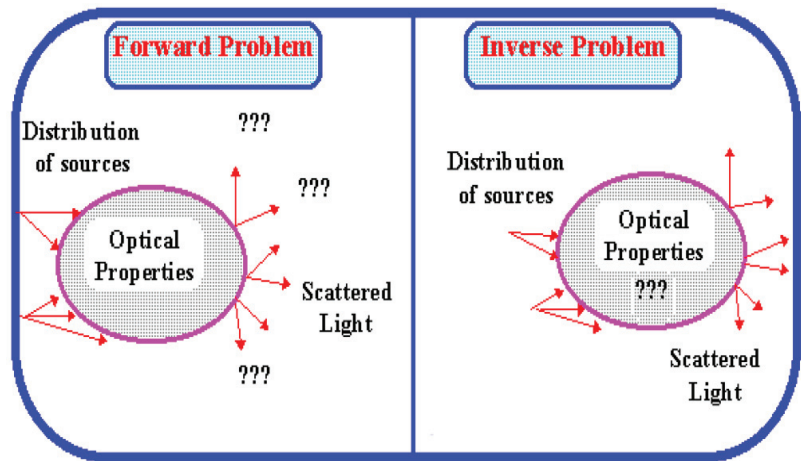 Forward Problem
???
Distribution
of sources
???
Optical
Properties
Scattered
Light
???
Inverse Problem
Distribution
of sources
Optical
Properties
???
Scattered
Light